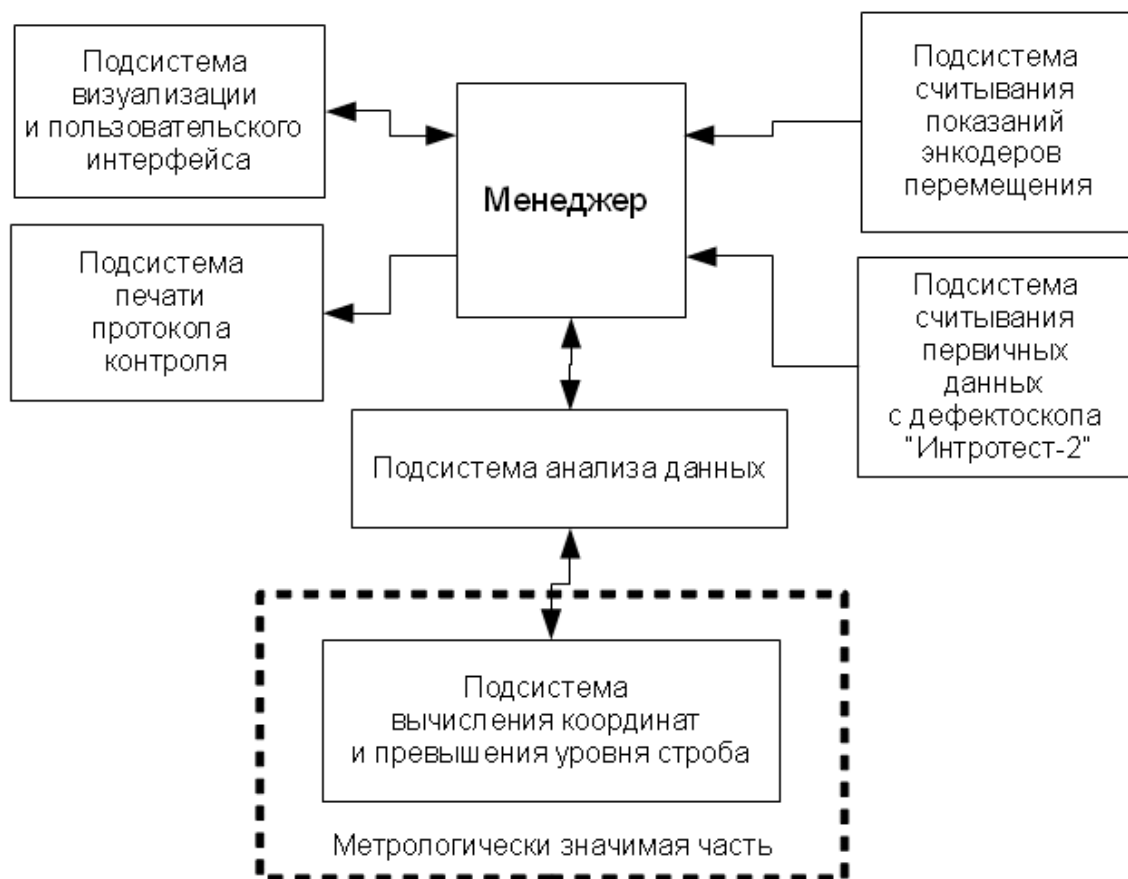 Подсистема
визуализации
и пользовательского
интерфейса
Подсистема
печати
протокола
контроля
Менеджер
Подсистема
считывания
показаний
энкодеров
перемещения
Подсистема
считывания
первичных
данных
с дефектоскопа
"Интротест-2"
Подсистема анализа данных
Подсистема
вычисления координат
и превышения уровня строба
Метрологически значимая часть